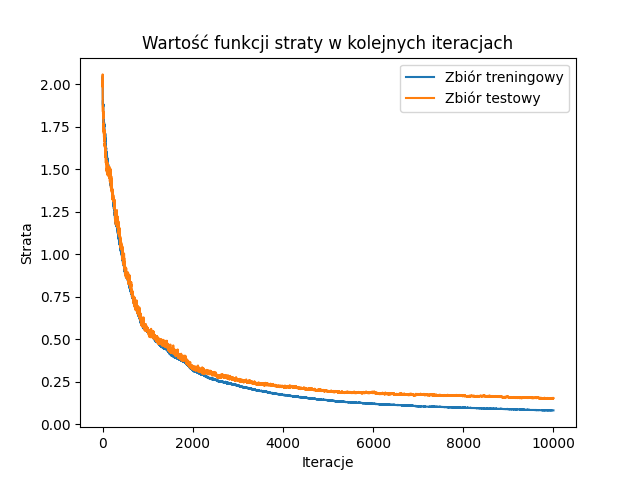 Wartość funkcji straty w kolejnych iteracjach
Zbiór treningowy
Zbiór testowy
2.00
1.75
1.50
1.25
1.00
0.75
0.50
0.25
0.00
Strata
0 2000 4000 6000 8000 10000
Iteracje